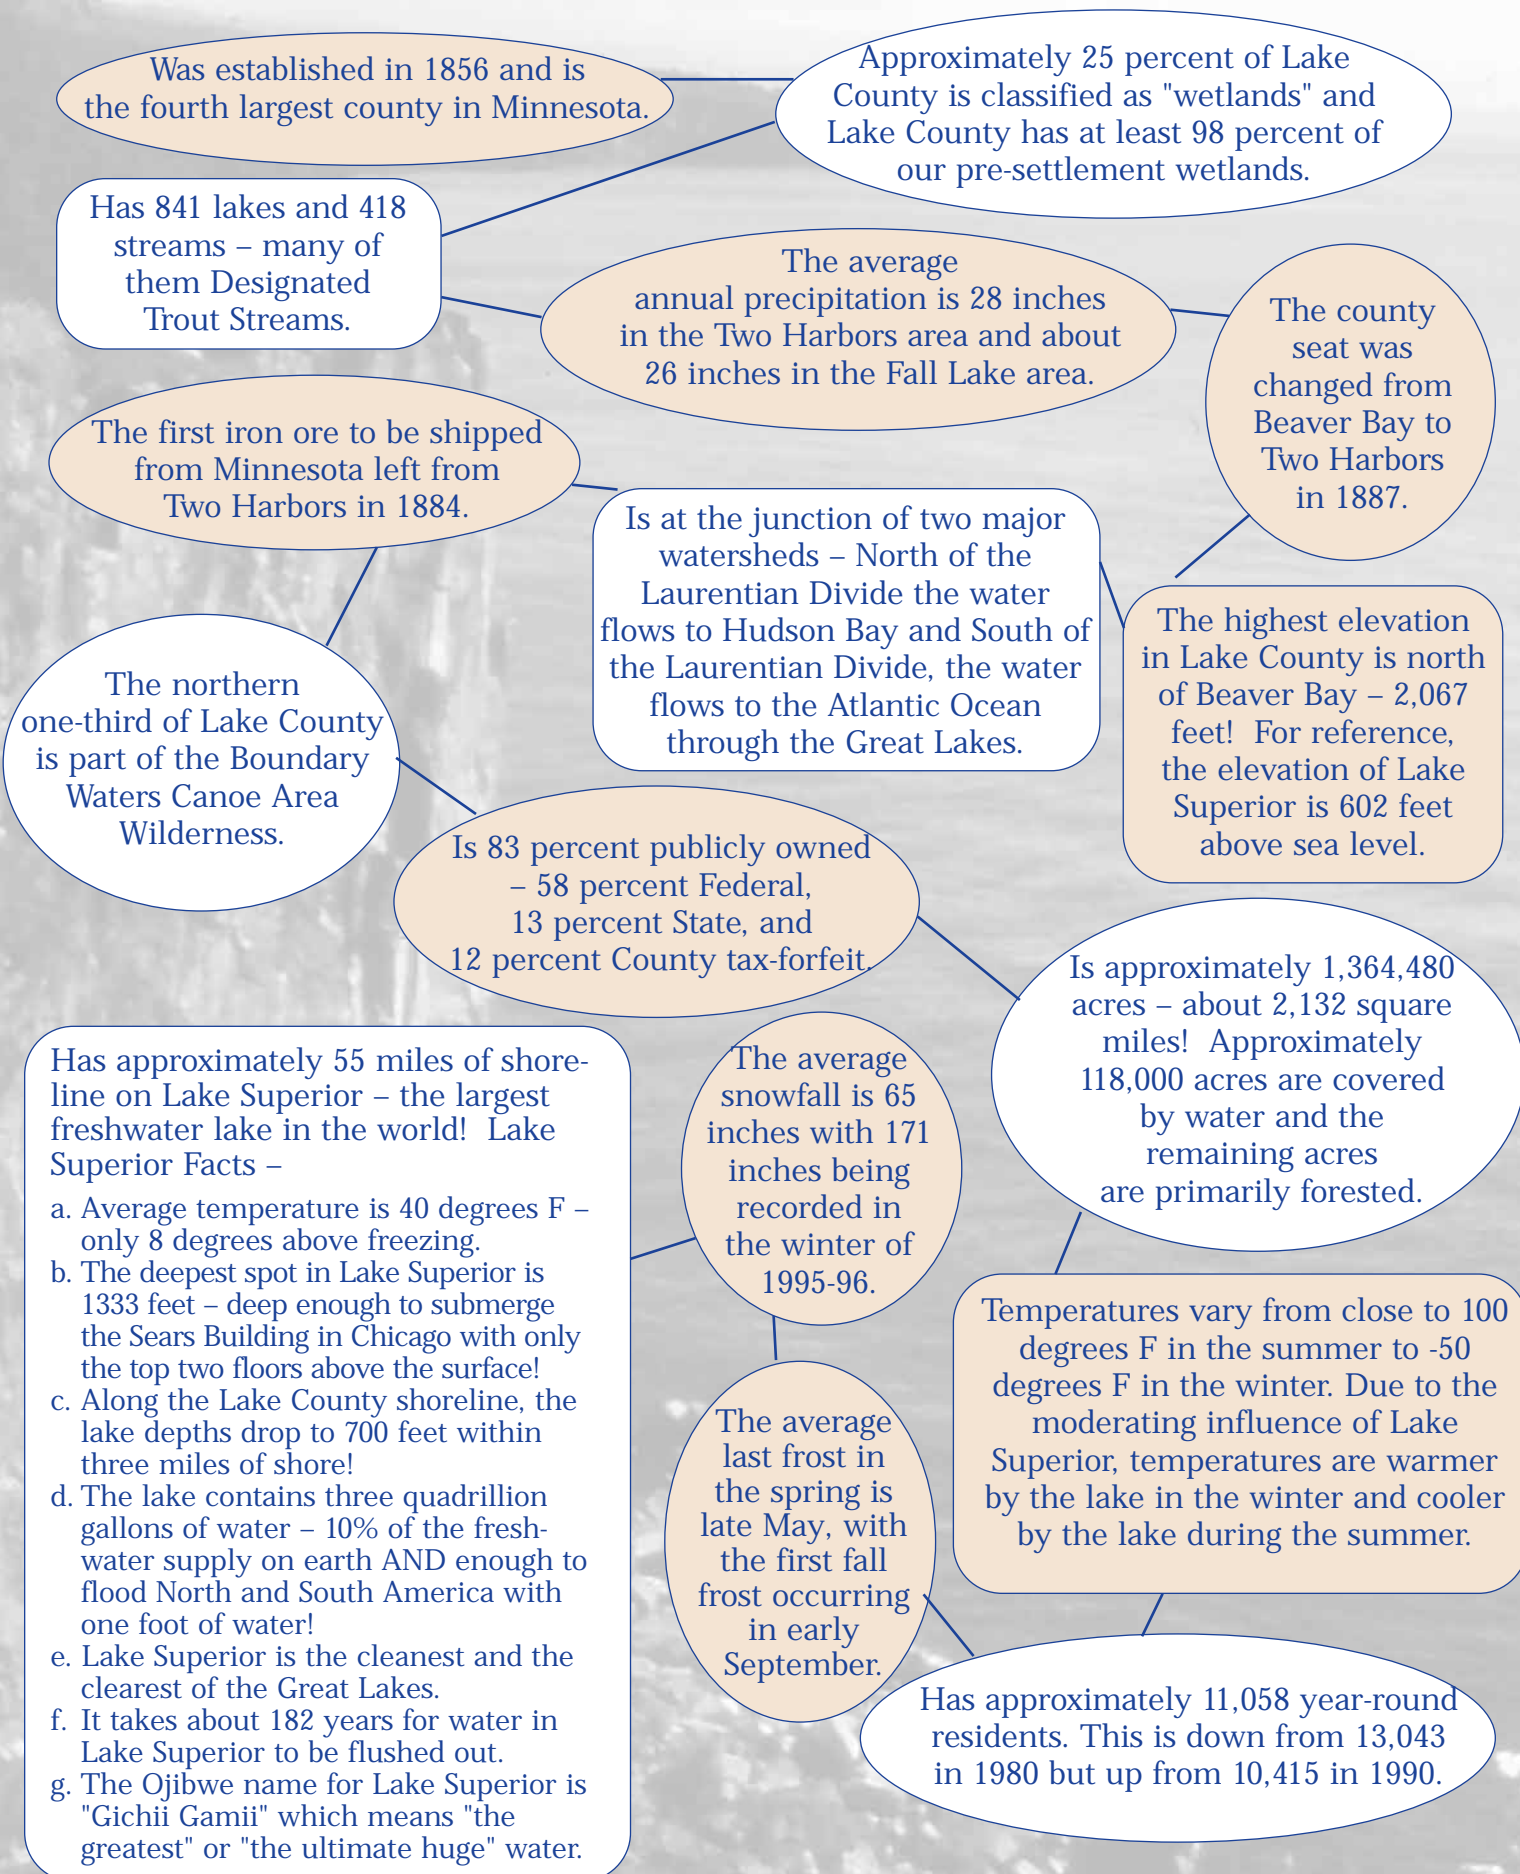 Was established in 1856 and is
the fourth largest county in Minnesota.
Approximately 25 percent of Lake
County is classified as "wetlands" and
Lake County has at least 98 percent of
our pre-settlement wetlands.
Has 841 lakes and 418
streams – many of
them Designated
Trout Streams.
The average
annual precipitation is 28 inches
in the Two Harbors area and about
26 inches in the Fall Lake area.
The county
seat was
changed from
Beaver Bay to
Two Harbors
in 1887.
The first iron ore to be shipped
from Minnesota left from
Two Harbors in 1884.
Is at the junction of two major
watersheds – North of the
Laurentian Divide the water
flows to Hudson Bay and South of
the Laurentian Divide, the water
flows to the Atlantic Ocean
through the Great Lakes.
The highest elevation
in Lake County is north
of Beaver Bay – 2,067
feet! For reference,
the elevation of Lake
Superior is 602 feet
above sea level.
The northern
one-third of Lake County
is part of the Boundary
Waters Canoe Area
Wilderness.
Is 83 percent publicly owned
– 58 percent Federal,
13 percent State, and
12 percent County tax-forfeit.
Is approximately 1,364,480
acres – about 2,132 square
miles! Approximately
118,000 acres are covered
by water and the
remaining acres
are primarily forested.
Has approximately 55 miles of shore-
line on Lake Superior – the largest
freshwater lake in the world! Lake
Superior Facts –
a. Average temperature is 40 degrees F –
only 8 degrees above freezing.
b. The deepest spot in Lake Superior is
1333 feet – deep enough to submerge
the Sears Building in Chicago with only
the top two floors above the surface!
c. Along the Lake County shoreline, the
lake depths drop to 700 feet within
three miles of shore!
d. The lake contains three quadrillion
gallons of water – 10% of the fresh-
water supply on earth AND enough to
flood North and South America with
one foot of water!
e. Lake Superior is the cleanest and the
clearest of the Great Lakes.
f. It takes about 182 years for water in
Lake Superior to be flushed out.
g. The Ojibwe name for Lake Superior is
"Gichii Gamii" which means "the
greatest" or "the ultimate huge" water.
The average
snowfall is 65
inches with 171
inches being
recorded in
the winter of
1995-96.
Temperatures vary from close to 100
degrees F in the summer to -50
degrees F in the winter. Due to the
moderating influence of Lake
Superior, temperatures are warmer
by the lake in the winter and cooler
by the lake during the summer.
The average
last frost in
the spring is
late May, with
the first fall
frost occurring
in early
September.
Has approximately 11,058 year-round
residents. This is down from 13,043
in 1980 but up from 10,415 in 1990.